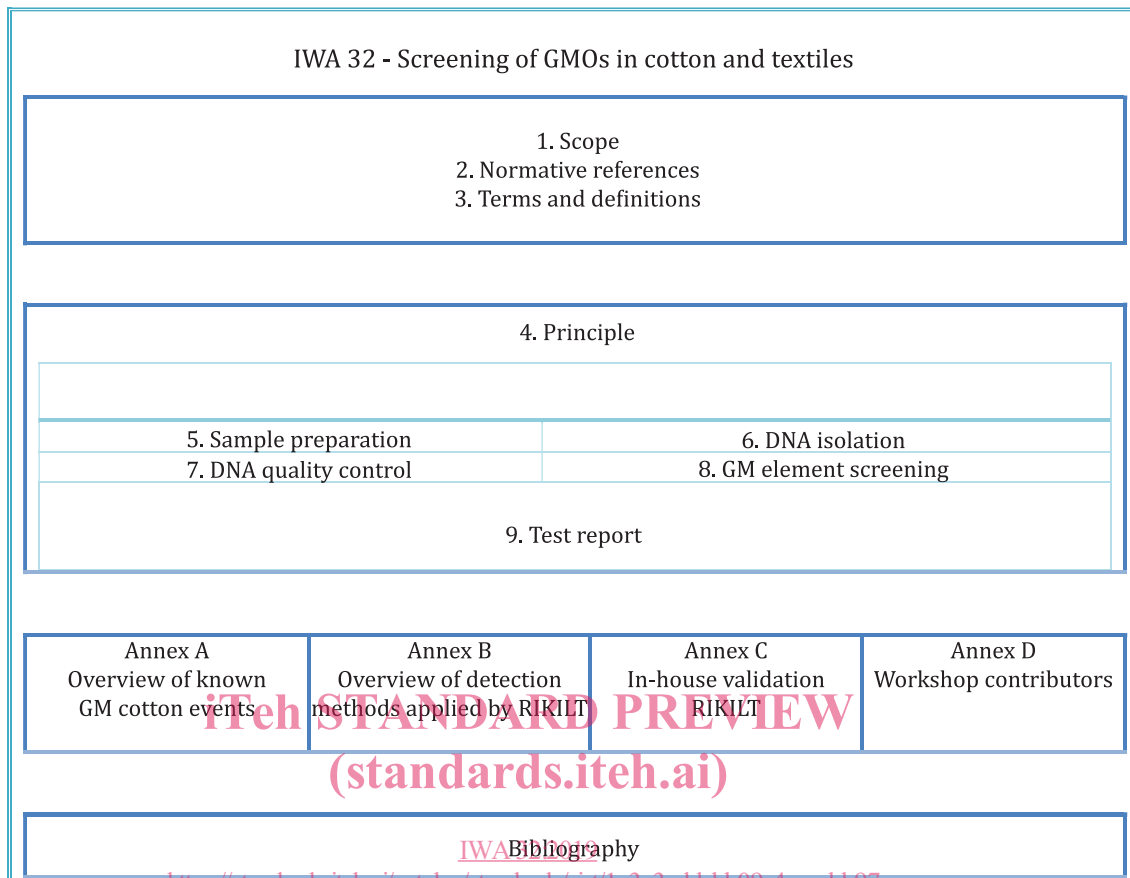 IWA 32 - Screening of GMOs in cotton and textiles
1. Scope
2. Normative references
3. Terms and definitions
4. Principle
5. Sample preparation
6. DNA isolation
7. DNA quality control
8. GM element screening
9. Test report
Annex A
Overview of known
GM cotton events
Annex B
Overview of detection
methods applied by RIKILT
Annex C
In-house validation
RIKILT
Annex D
Workshop contributors
iTeh STANDARD PREVIEW
(standards.iteh.ai)
Bibliography
IWA 32:2019